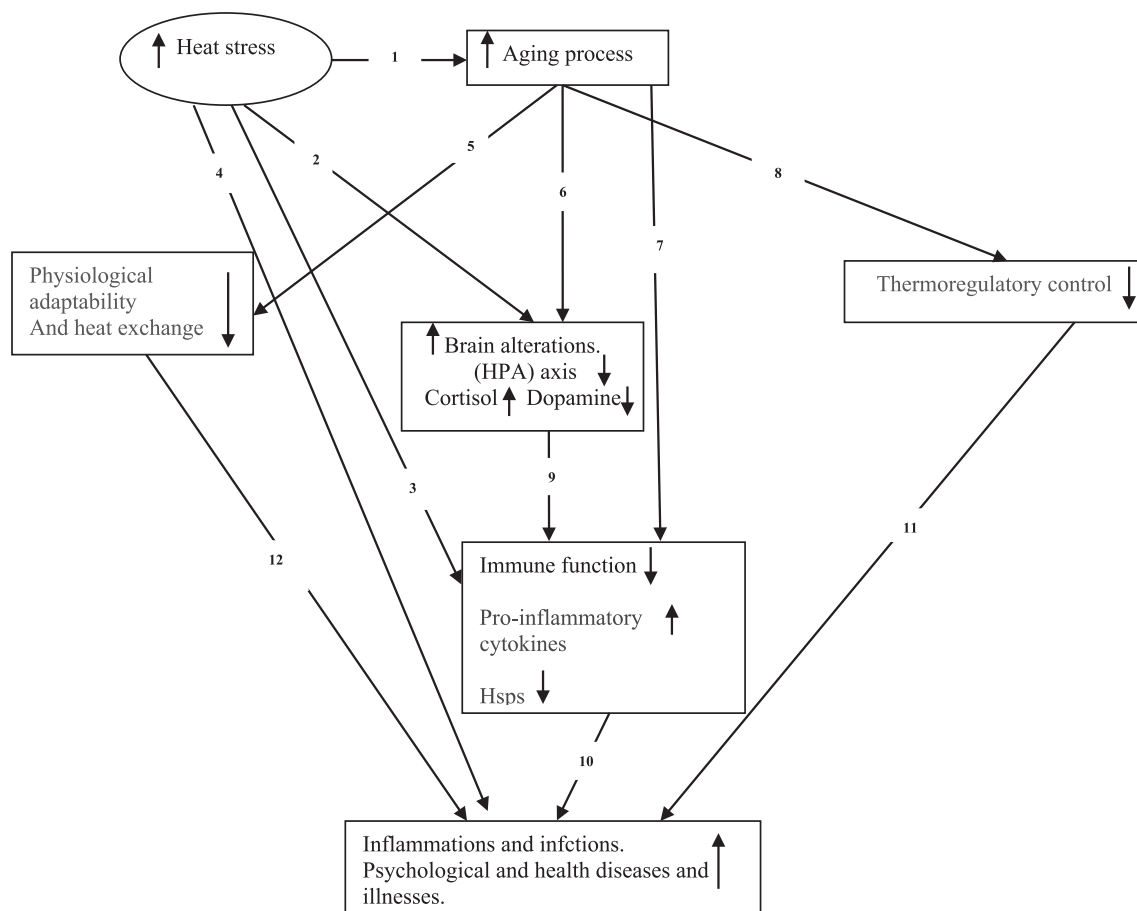 Heat stress
1
Aging process
2
4
5
6
7
8
Physiological
adaptability
And heat exchange
Thermoregulatory control
Brain alterations.
(HPA) axis
Cortisol Dopamine
9
3
11
12
Immune function
Pro-inflammatory
cytokines
Hsps
10
Inflammations and infctions.
Psychological and health diseases and
illnesses.